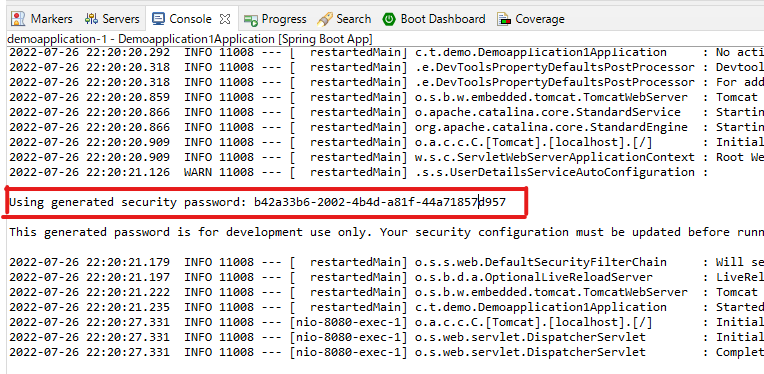 Markers Servers Console Progress Search Boot Dashboard Coverage
demoapplication-1 - Demoapplication1Application [Spring Boot App]
2022-07-26 22:20:20.292  INFO 11008 --- [  restartedMain] c.t.demo.Demoapplication1Application     : No acti
2022-07-26 22:20:20.318  INFO 11008 --- [  restartedMain] .e.DevToolsPropertyDefaultsPostProcessor : Devtool
2022-07-26 22:20:20.318  INFO 11008 --- [  restartedMain] .e.DevToolsPropertyDefaultsPostProcessor : For add
2022-07-26 22:20:20.859  INFO 11008 --- [  restartedMain] o.s.b.w.embedded.tomcat.TomcatWebServer  : Tomcat
2022-07-26 22:20:20.866  INFO 11008 --- [  restartedMain] o.apache.catalina.core.StandardService   : Startin
2022-07-26 22:20:20.866  INFO 11008 --- [  restartedMain] org.apache.catalina.core.StandardEngine  : Startin
2022-07-26 22:20:20.909  INFO 11008 --- [  restartedMain] o.a.c.c.C.[Tomcat].[localhost].[/]       : Initial
2022-07-26 22:20:20.909  INFO 11008 --- [  restartedMain] w.s.c.ServletWebServerApplicationContext : Root We
2022-07-26 22:20:21.126  WARN 11008 --- [  restartedMain] .s.s.UserDetailsServiceAutoConfiguration :
Using generated security password: b42a33b6-2002-4b4d-a81f-44a71857d957
This generated password is for development use only. Your security configuration must be updated before runn
2022-07-26 22:20:21.179  INFO 11008 --- [  restartedMain] o.s.s.web.DefaultSecurityFilterChain     : Will se
2022-07-26 22:20:21.197  INFO 11008 --- [  restartedMain] o.s.b.d.a.OptionalLiveReloadServer       : LiveRel
2022-07-26 22:20:21.222  INFO 11008 --- [  restartedMain] o.s.b.w.embedded.tomcat.TomcatWebServer  : Tomcat
2022-07-26 22:20:21.235  INFO 11008 --- [  restartedMain] c.t.demo.Demoapplication1Application     : Started
2022-07-26 22:20:27.331  INFO 11008 --- [nio-8080-exec-1] o.a.c.c.C.[Tomcat].[localhost].[/]       : Initial
2022-07-26 22:20:27.331  INFO 11008 --- [nio-8080-exec-1] o.s.web.servlet.DispatcherServlet        : Initial
2022-07-26 22:20:27.331  INFO 11008 --- [nio-8080-exec-1] o.s.web.servlet.DispatcherServlet        : Complet